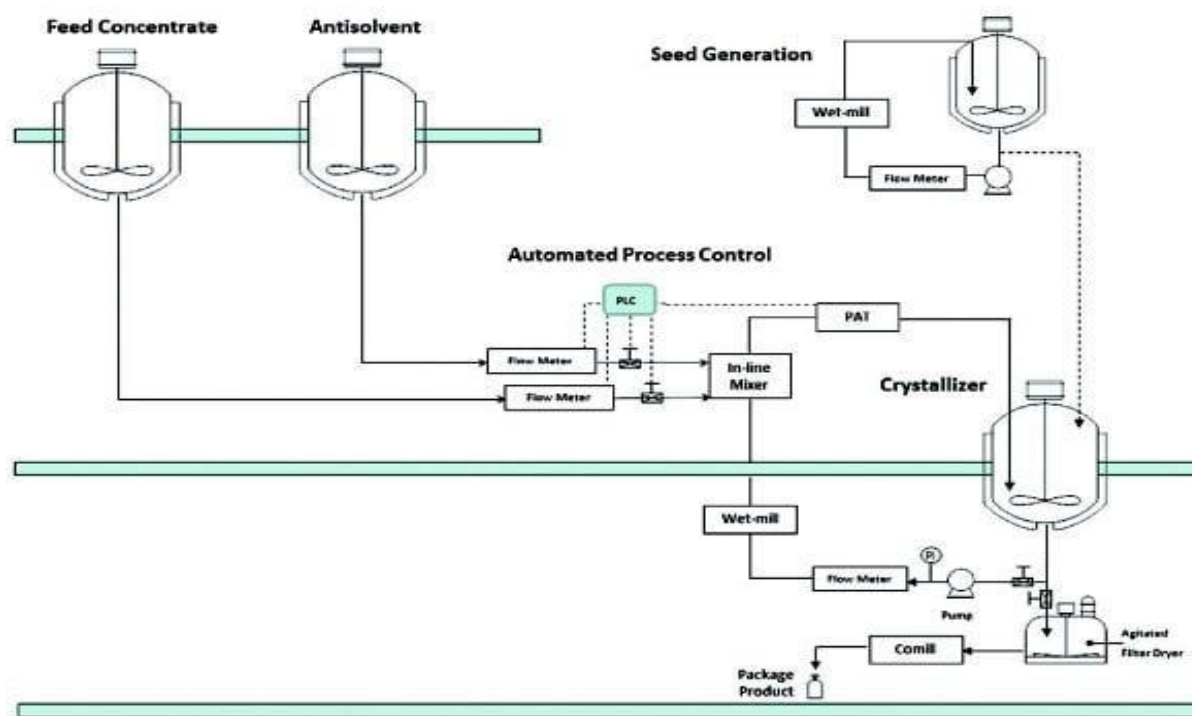 Feed Concentrate
Antisolvent
Seed Generation
Wet-mill
Flow Meter
Automated Process Control
PLC
PAT
Flow Meter
In-line
Mixer
Flow Meter
Crystallizer
Wet-mill
PI
Flow Meter
Pump
Agitated
Filter Dryer
Comill
Package
Product